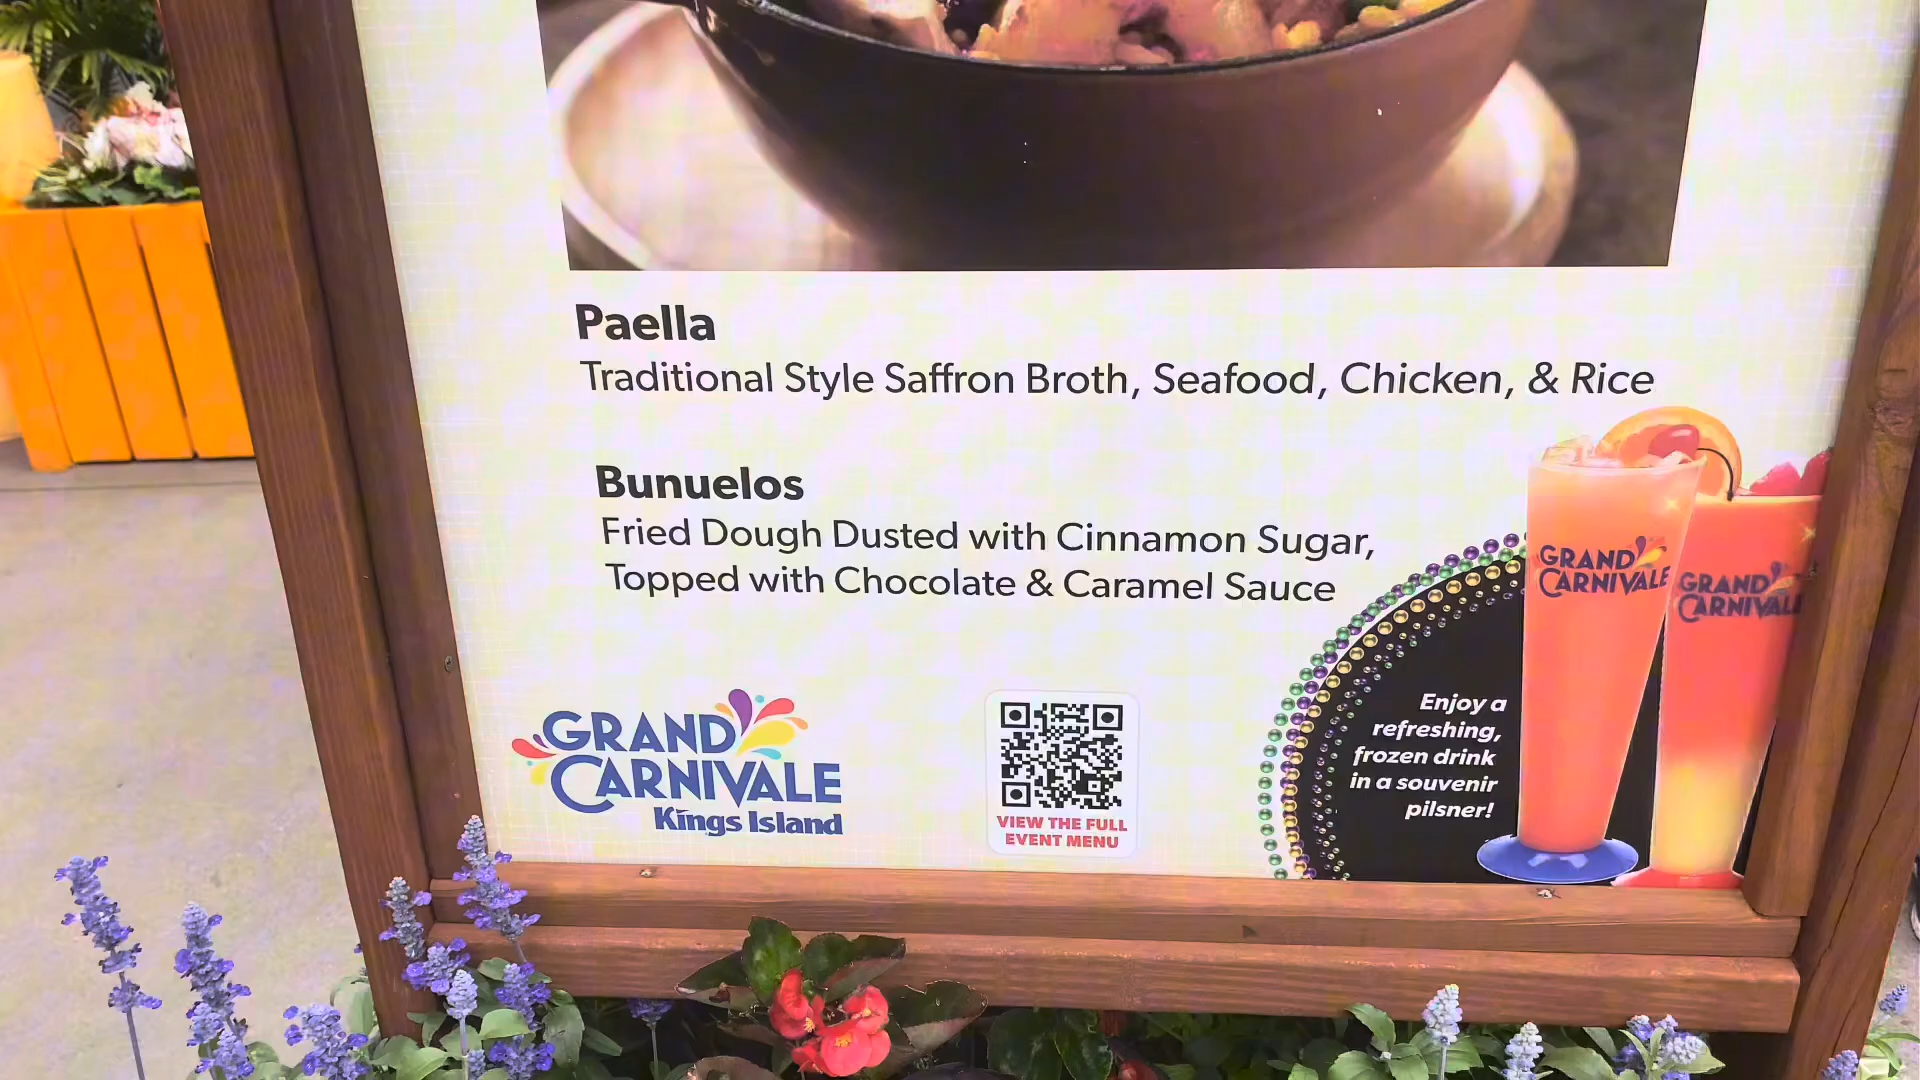 Paella
Traditional Style Saffron Broth, Seafood, Chicken, & Rice
Bunuelos
Fried Dough Dusted with Cinnamon Sugar,
Topped with Chocolate & Caramel Sauce
GRAND
CARNIVALE
Kings Island
VIEW THE FULL
EVENT MENU
Enjoy a
refreshing,
frozen drink
in a souvenir
pilsner!
GRAND
CARNIVALE
GRAND
CARNIVALE